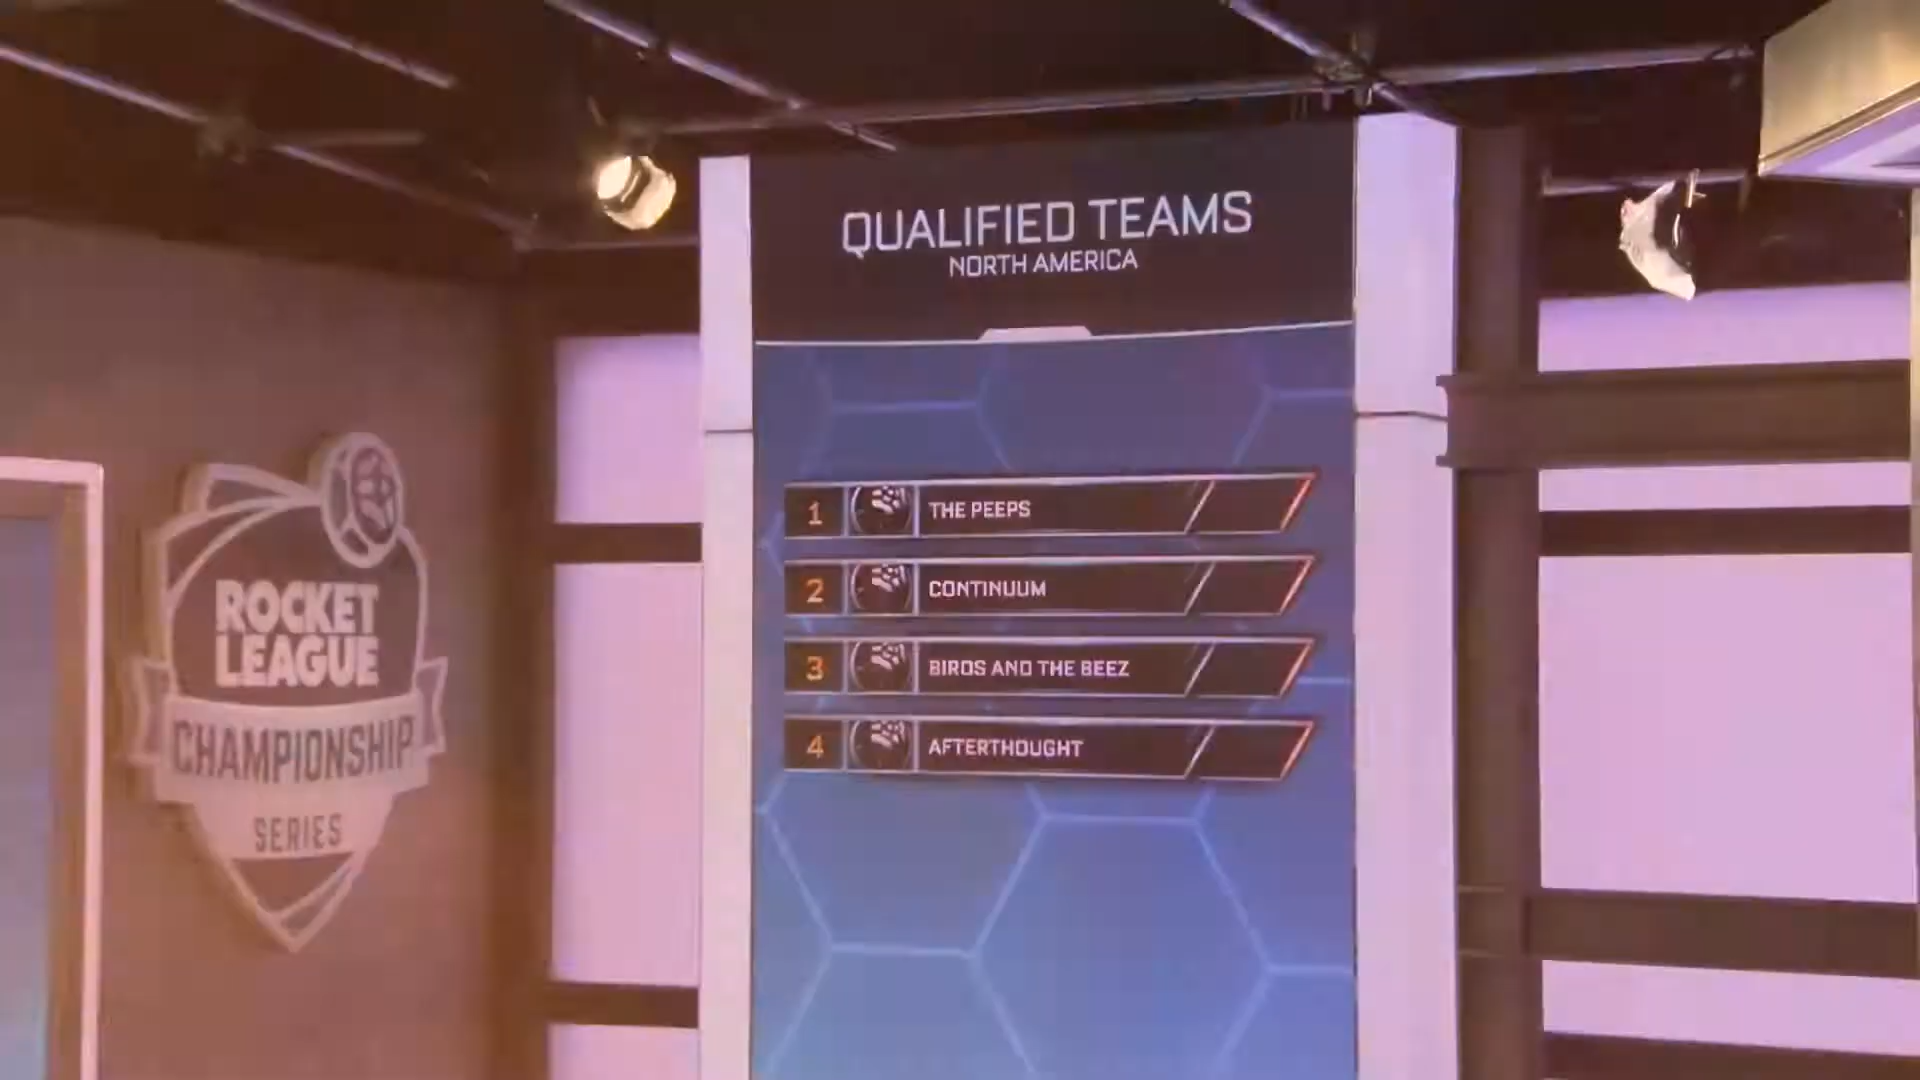 QUALIFIED TEAMS
NORTH AMERICA
1 THE PEEPS
2 CONTINUUM
3 BIRDS AND THE BEEZ
4 AFTERTHOUGHT
ROCKET
LEAGUE
CHAMPIONSHIP
SERIES